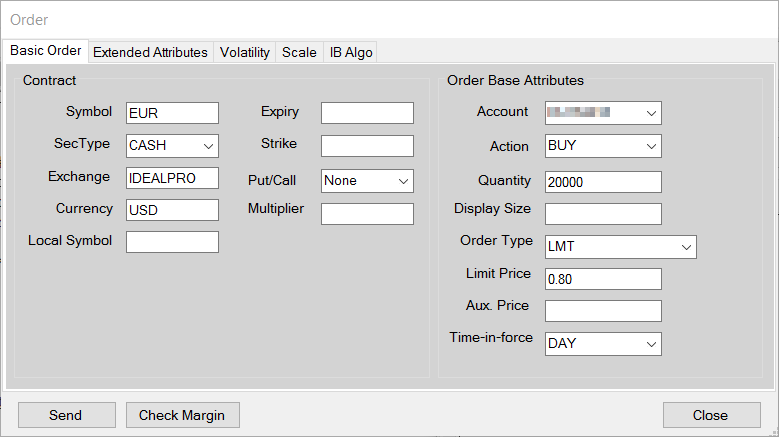 Order
Basic Order Extended Attributes Volatility Scale IB Algo
Contract
Symbol EUR
SecType CASH
Exchange IDEALPRO
Currency USD
Local Symbol
Expiry
Strike
Put/Call None
Multiplier
Order Base Attributes
Account
Action BUY
Quantity 20000
Display Size
Order Type LMT
Limit Price 0.80
Aux. Price
Time-in-force DAY
Send Check Margin Close